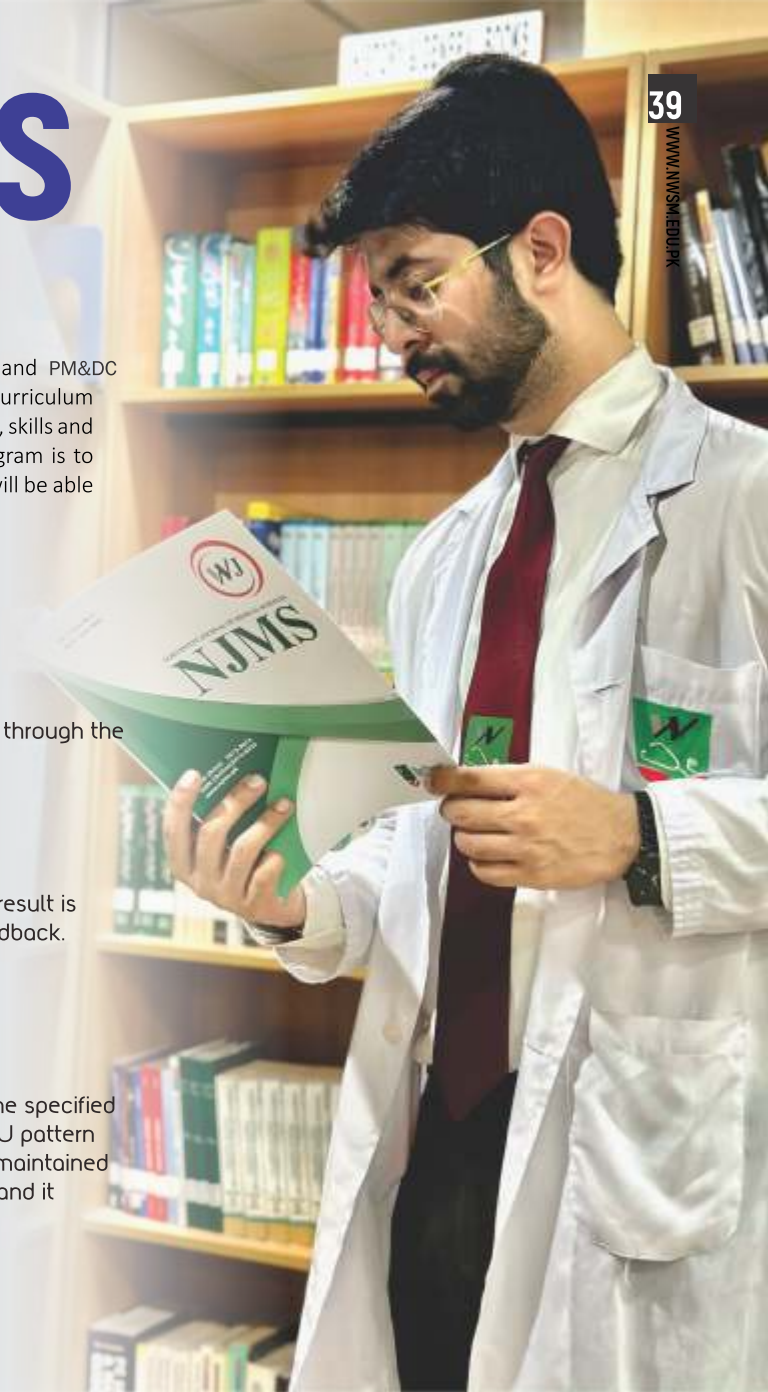 S
39
WWW.NWSM.EDU.PK
and PM&DC
urriculum
, skills and
gram is to
vill be able
through the
result is
dback.
he specified
U pattern
maintained
and it
WJ
NJMS